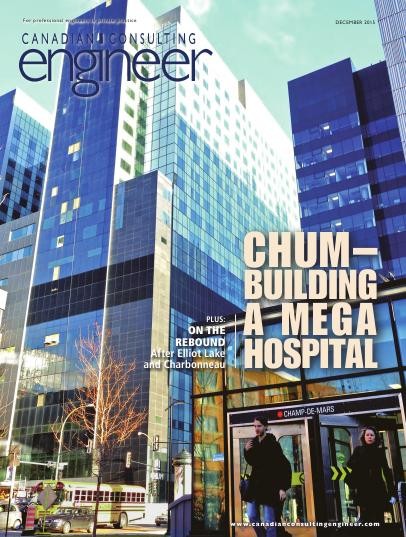 For professional engineers in private practice
DECEMBER 2015
CANADIAN CONSULTING
engineer
CHUM–
BUILDING
A MEGA
HOSPITAL
PLUS:
ON THE
REBOUND
After Elliot Lake
and Charbonneau
CHAMP-DE-MARS
www.canadianconsultingengineer.com